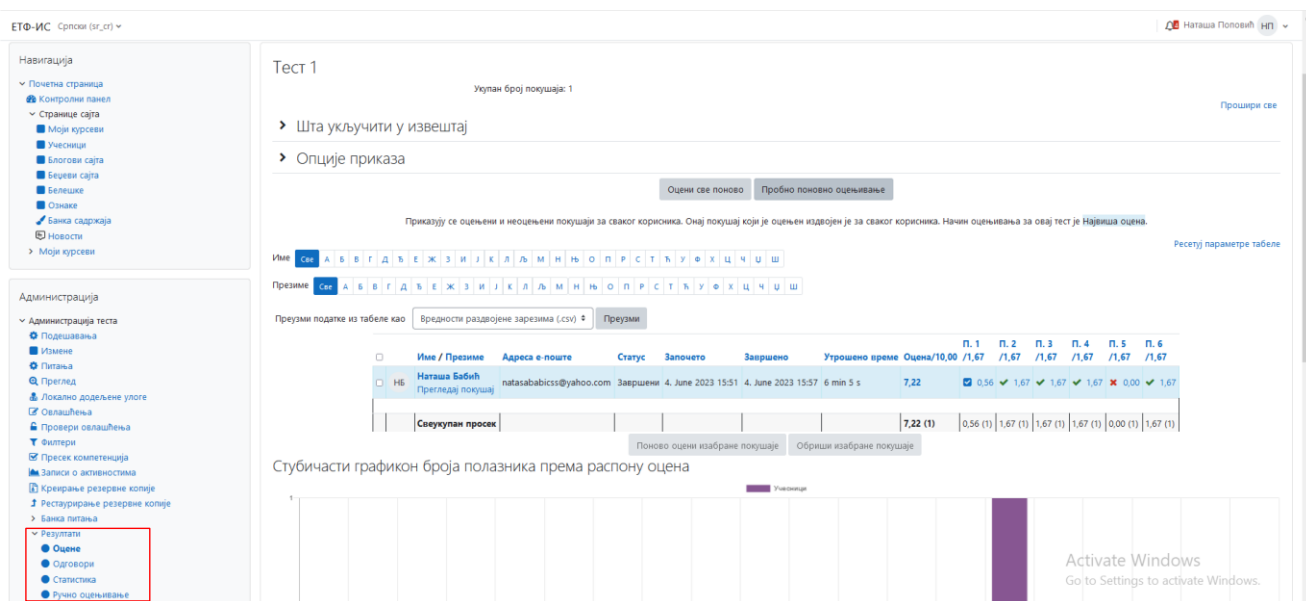 ЕТФ-ИС Српски (sr_cr)
Наташа Поповић НП
Навигација
Почетна страница
Контролни панел
Странице сајта
Моји курсеви
Учесници
Блогови сајта
Беџеви сајта
Белешке
Ознаке
Банка садржаја
Новости
Моји курсеви
Администрација
Администрација теста
Подешавања
Измене
Питања
Преглед
Локално додељене улоге
Овлашћења
Провери овлашћења
Филтери
Пресек компетенција
Записи о активностима
Креирање резервне копије
Рестаурирање резервне копије
Банка питања
Резултати
Оцене
Одговори
Статистика
Ручно оцењивање
Тест 1
Укупан број покушаја: 1
Прошири све
Шта укључити у извештај
Опције приказа
Оцени све поново Пробно поновно оцењивање
Приказују се оцењени и неоцењени покушаји за сваког корисника. Онај покушај који је оцењен издвојен је за сваког корисника. Начин оцењивања за овај тест је Највиша оцена.
Ресетуј параметре табеле
Име Све А Б В Г Д Ђ Е Ж З И Ј К Л Љ М Н Њ О П Р С Т Ћ У Ф Х Ц Ч Џ Ш
Презиме Све А Б В Г Д Ђ Е Ж З И Ј К Л Љ М Н Њ О П Р С Т Ћ У Ф Х Ц Ч Џ Ш
Преузми податке из табеле као Вредности раздвојене зарезима (.csv) Преузми
Име / Презиме Адреса е-поште Статус Започето Завршено Утрошено време Оцена/10,00 П. 1 /1,67 П. 2 /1,67 П. 3 /1,67 П. 4 /1,67 П. 5 /1,67 П. 6 /1,67
НБ Наташа Бабић natasababicss@yahoo.com Завршени 4. June 2023 15:51 4. June 2023 15:57 6 min 5 s 7,22 0,56 1,67 1,67 1,67 0,00 1,67
Прегледај покушај
Свеукупан просек 7,22 (1) 0,56 (1) 1,67 (1) 1,67 (1) 1,67 (1) 0,00 (1) 1,67 (1)
Поново оцени изабране покушаје Обриши изабране покушаје
Стубичасти графикон броја полазника према распону оцена
Учесници
1
Activate Windows
Go to Settings to activate Windows.